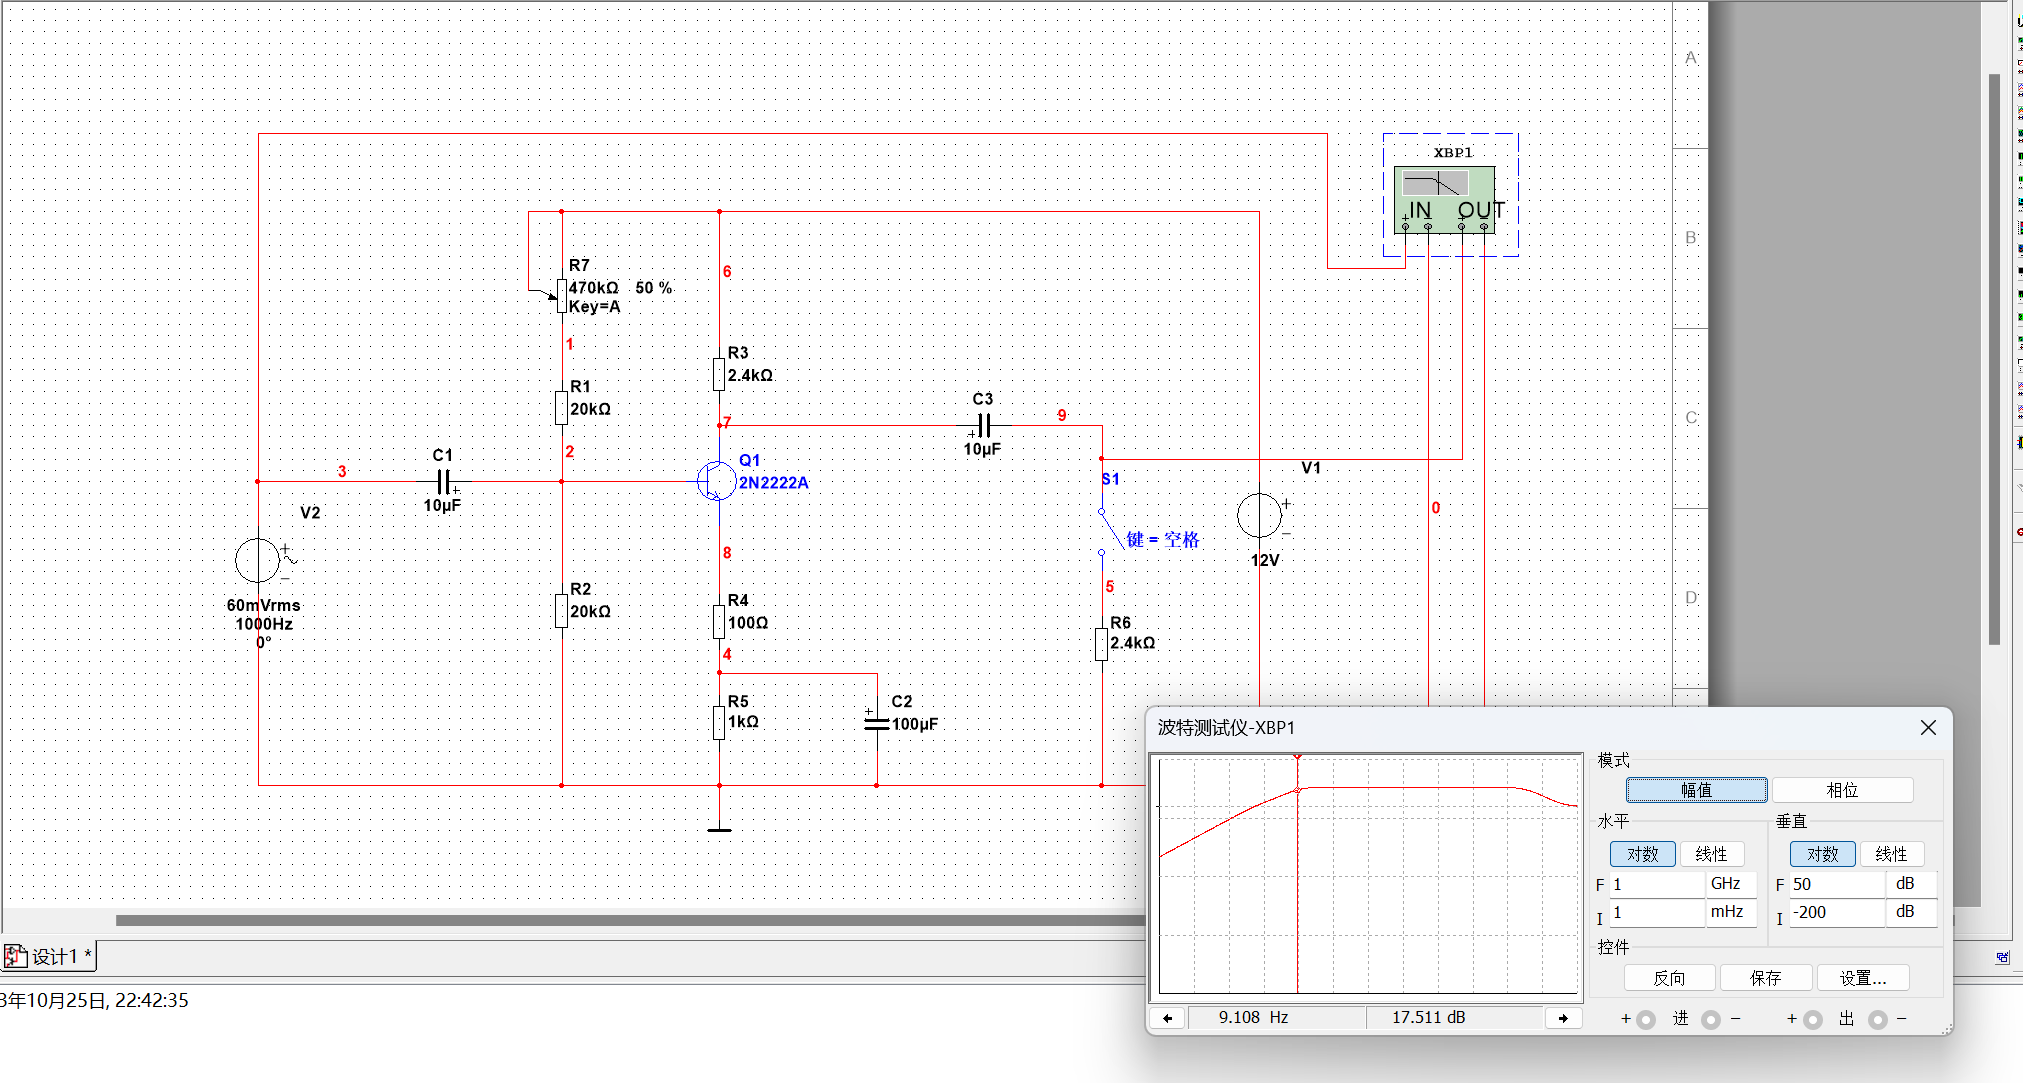 A
XBP1
IN OUT
B
R7
470kΩ 50 %
Key=A
6
1
R3
2.4kΩ
R1
20kΩ
C3
9
10µF
C
7
2
C1
3
10µF
Q1
2N2222A
V1
S1
V2
0
键 = 空格
8
12V
5
60mVrms
1000Hz
0°
R2
20kΩ
R4
100Ω
D
R6
2.4kΩ
4
R5
1kΩ
C2
100µF
波特测试仪-XBP1
模式
幅值 相位
水平 垂直
对数 线性 对数 线性
F 1 GHz F 50 dB
I 1 mHz I -200 dB
控件
反向 保存 设置...
9.108 Hz 17.511 dB
+ 进 − + 出 −
设计1 *
年10月25日, 22:42:35